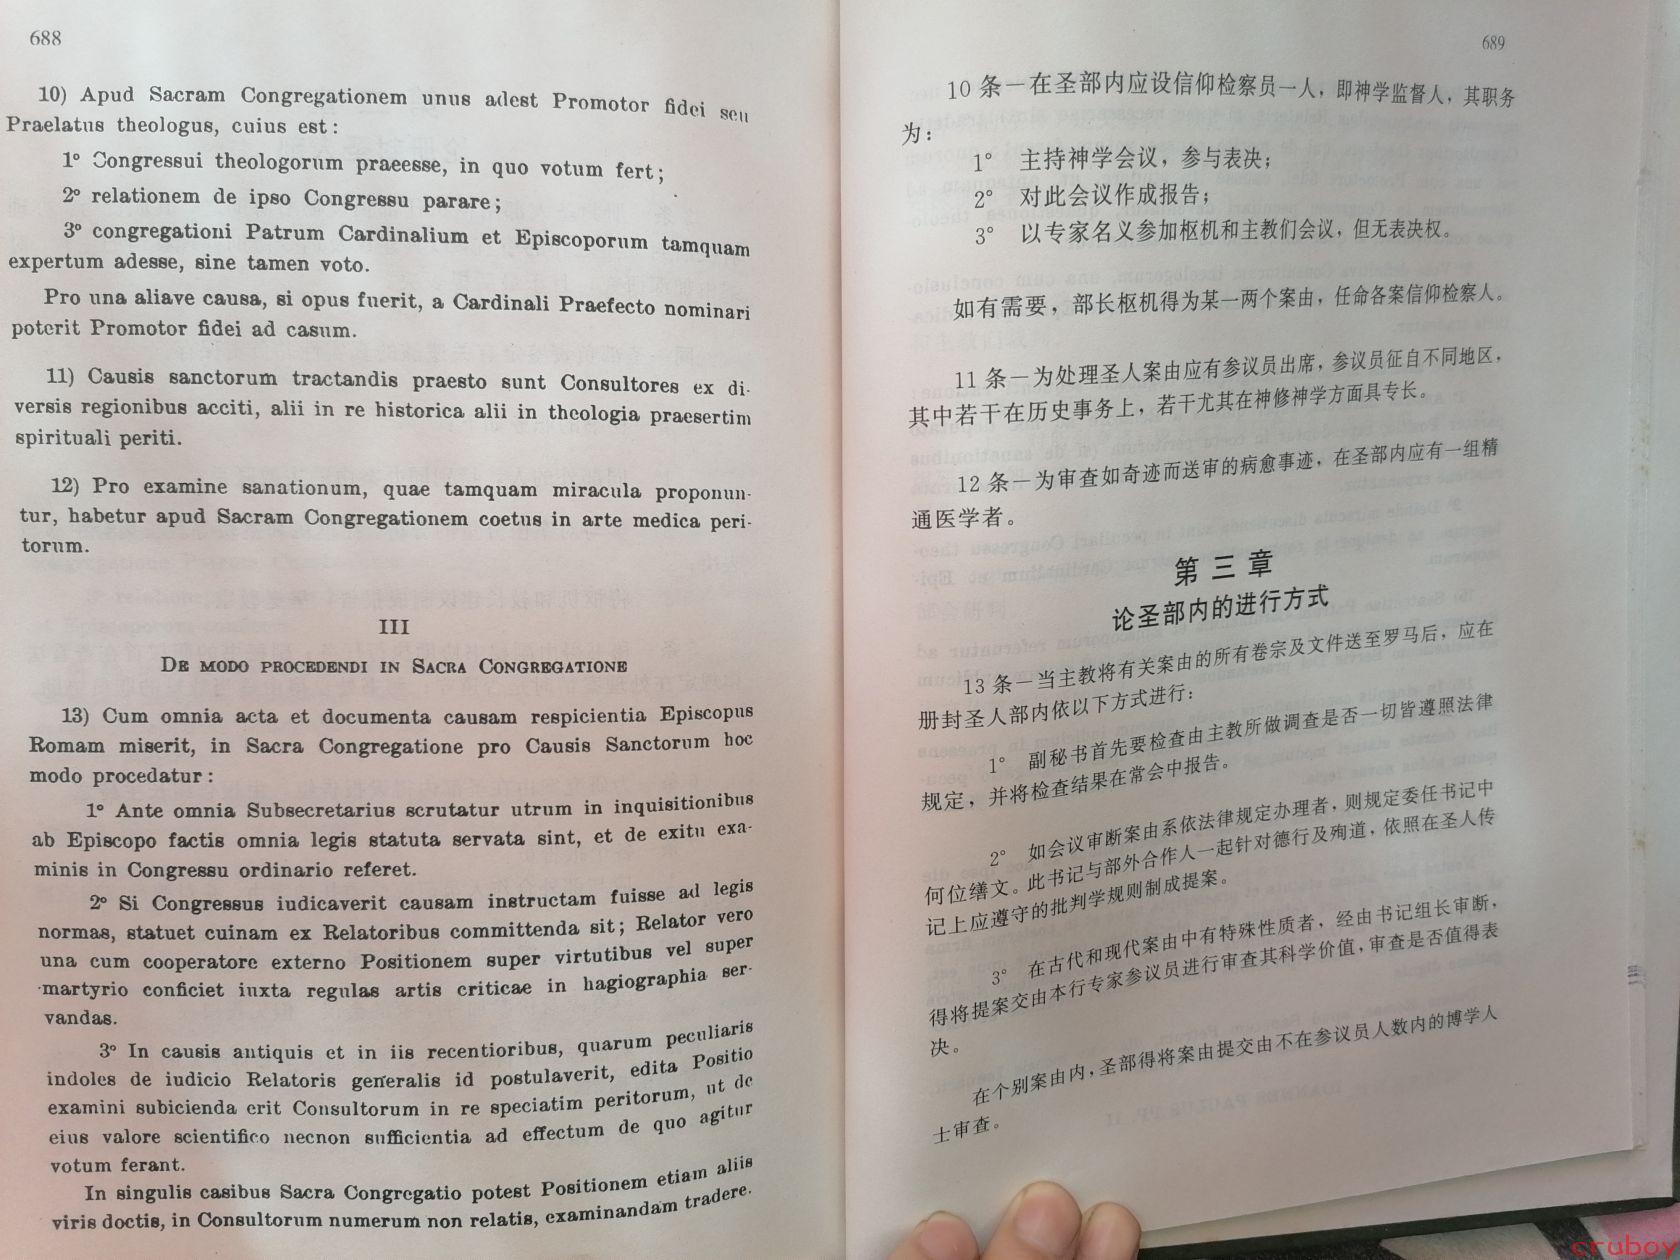 688
10) Apud Sacram Congregationem unus adest Promotor fidei seu
Praelatus theologus, cuius est:
1° Congressui theologorum praeesse, in quo votum fert;
2° relationem de ipso Congressu parare;
3° congregationi Patrum Cardinalium et Episcoporum tamquam
expertum adesse, sine tamen voto.
Pro una aliave causa, si opus fuerit, a Cardinali Praefecto nominari
poterit Promotor fidei ad casum.
11) Causis sanctorum tractandis praesto sunt Consultores ex di-
versis regionibus acciti, alii in re historica alii in theologia praesertim
spirituali periti.
12) Pro examine sanationum, quae tamquam miracula proponun-
tur, habetur apud Sacram Congregationem coetus in arte medica peri-
torum.
III
De modo procedendi in Sacra Congregatione
13) Cum omnia acta et documenta causam respicientia Episcopus
Romam miserit, in Sacra Congregatione pro Causis Sanctorum hoc
modo procedatur:
1° Ante omnia Subsecretarius scrutatur utrum in inquisitionibus
ab Episcopo factis omnia legis statuta servata sint, et de exitu exa-
minis in Congressu ordinario referet.
2° Si Congressus iudicaverit causam instructam fuisse ad legis
normas, statuet cuinam ex Relatoribus committenda sit; Relator vero
una cum cooperatore externo Positionem super virtutibus vel super
martyrio conficiet iuxta regulas artis criticae in hagiographia ser-
vandas.
3° In causis antiquis et in iis recentioribus, quarum peculiaris
indoles de iudicio Relatoris generalis id postulaverit, edita Positio
examini subicienda erit Consultorum in re speciatim peritorum, ut de
eius valore scientifico necnon sufficientia ad effectum de quo agitur
votum ferant.
In singulis casibus Sacra Congregatio potest Positionem etiam aliis
viris doctis, in Consultorum numerum non relatis, examinandam tradere.
689
10 条－在圣部内应设信仰检察员一人，即神学监督人，其职务
为：
1° 主持神学会议，参与表决；
2° 对此会议作成报告；
3° 以专家名义参加枢机和主教们会议，但无表决权。
如有需要，部长枢机得为某一两个案由，任命各案信仰检察人。
11 条－为处理圣人案由应有参议员出席，参议员征自不同地区，
其中若干在历史事务上，若干尤其在神修神学方面具专长。
12 条－为审查如奇迹而送审的病愈事迹，在圣部内应有一组精
通医学者。
第 三 章
论圣部内的进行方式
13 条－当主教将有关案由的所有卷宗及文件送至罗马后，应在
册封圣人部内依以下方式进行：
1° 副秘书首先要检查由主教所做调查是否一切皆遵照法律
规定，并将检查结果在常会中报告。
2° 如会议审断案由系依法律规定办理者，则规定委任书记中
何位缮文。此书记与部外合作人一起针对德行及殉道，依照在圣人传
记上应遵守的批判学规则制成提案。
3° 在古代和现代案由中有特殊性质者，经由书记组长审断，
得将提案交由本行专家参议员进行审查其科学价值，审查是否值得表
决。
在个别案由内，圣部得将案由提交由不在参议员人数内的博学人
士审查。
cruboy